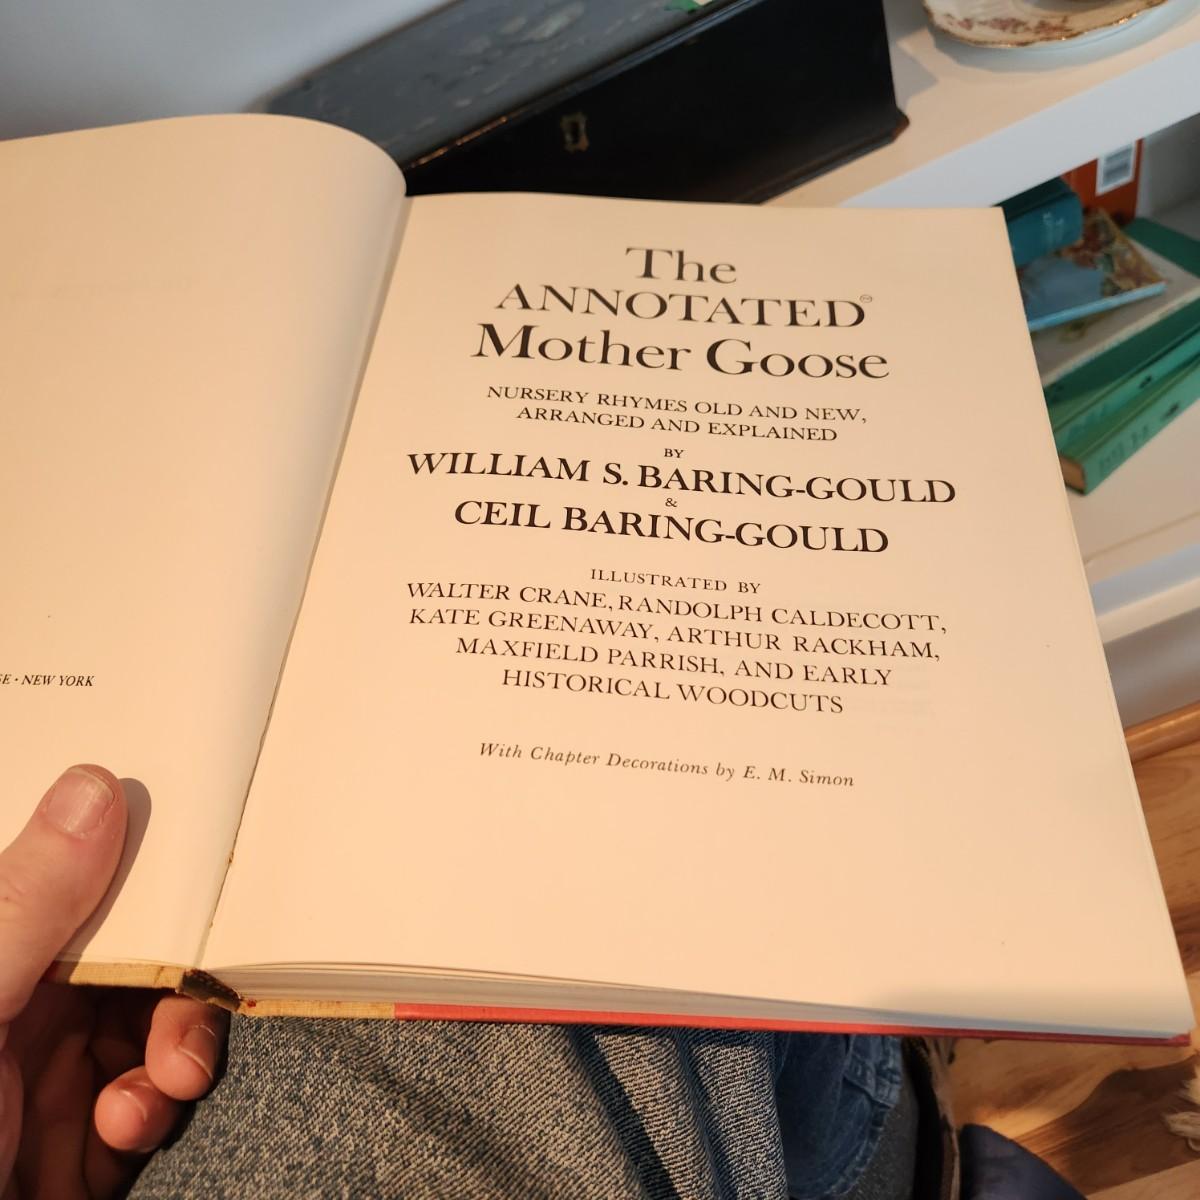 The
ANNOTATED
Mother Goose
NURSERY RHYMES OLD AND NEW,
ARRANGED AND EXPLAINED
BY
WILLIAM S. BARING-GOULD
&
CEIL BARING-GOULD
ILLUSTRATED BY
WALTER CRANE, RANDOLPH CALDECOTT,
KATE GREENAWAY, ARTHUR RACKHAM,
MAXFIELD PARRISH, AND EARLY
HISTORICAL WOODCUTS
With Chapter Decorations by E. M. Simon
· NEW YORK